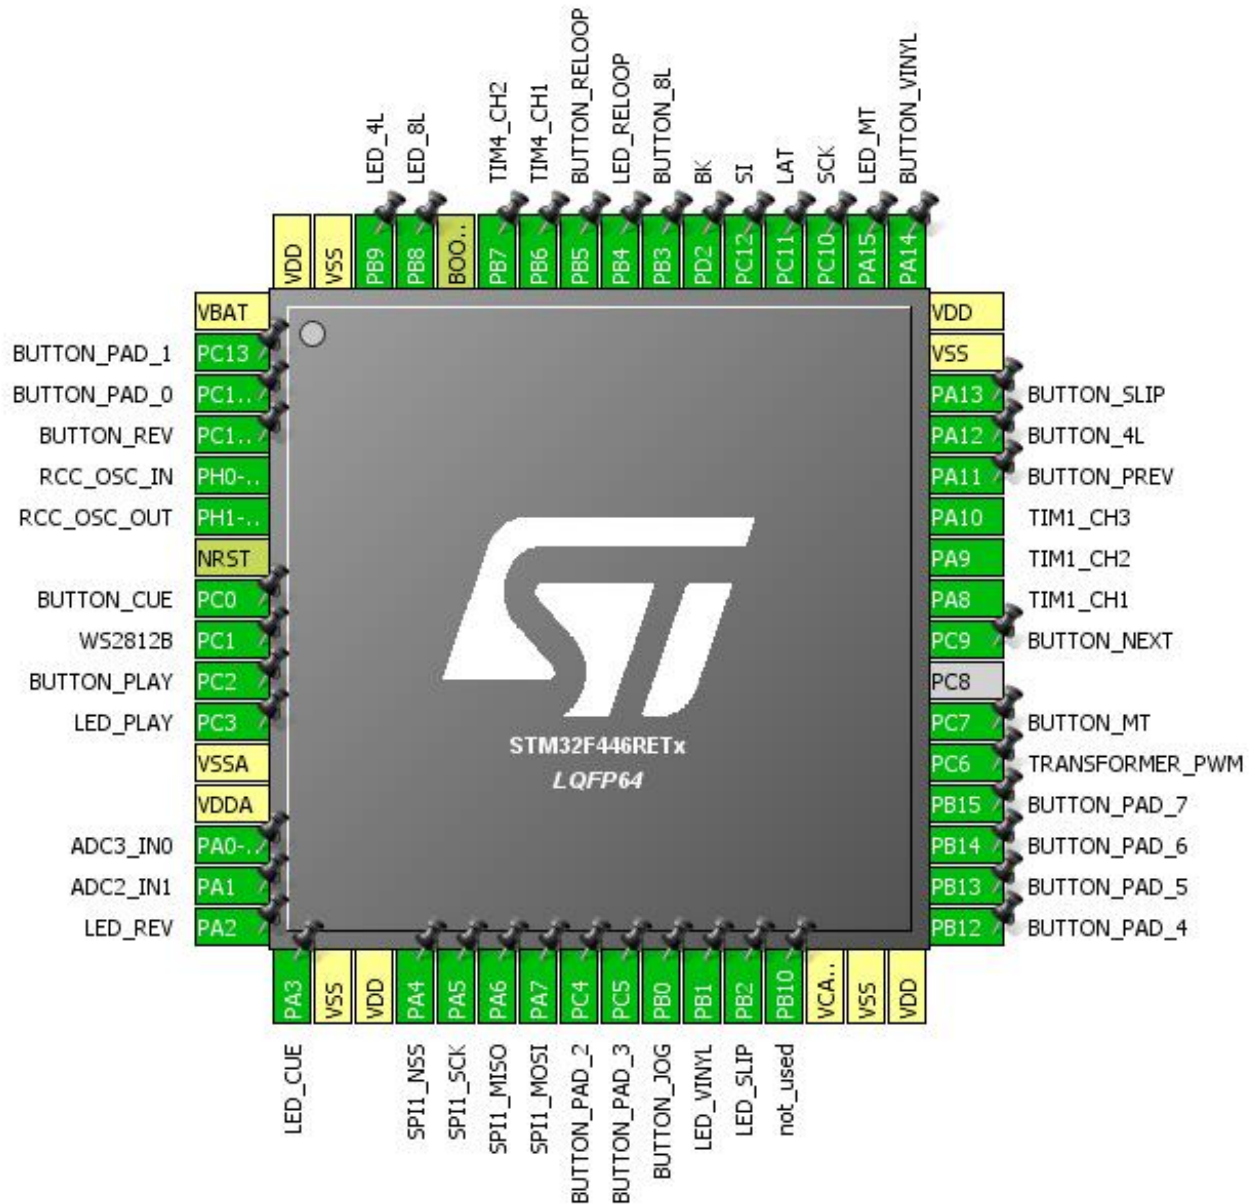 LED_4L
LED_8L
TIM4_CH2
TIM4_CH1
BUTTON_RELOOP
LED_RELOOP
BUTTON_8L
BK
SI
LAT
SCK
LED_MT
BUTTON_VINYL
VDD
VSS
PB9
PB8
BOO..
PB7
PB6
PB5
PB4
PB3
PD2
PC12
PC11
PC10
PA15
PA14
VBAT
BUTTON_PAD_1 PC13
BUTTON_PAD_0 PC1..
BUTTON_REV PC1..
RCC_OSC_IN PH0-..
RCC_OSC_OUT PH1-..
NRST
BUTTON_CUE PC0
WS2812B PC1
BUTTON_PLAY PC2
LED_PLAY PC3
VSSA
VDDA
ADC3_IN0 PA0-..
ADC2_IN1 PA1
LED_REV PA2
STM32F446RETx
LQFP64
VDD
VSS
PA13 BUTTON_SLIP
PA12 BUTTON_4L
PA11 BUTTON_PREV
PA10 TIM1_CH3
PA9 TIM1_CH2
PA8 TIM1_CH1
PC9 BUTTON_NEXT
PC8
PC7 BUTTON_MT
PC6 TRANSFORMER_PWM
PB15 BUTTON_PAD_7
PB14 BUTTON_PAD_6
PB13 BUTTON_PAD_5
PB12 BUTTON_PAD_4
PA3
VSS
VDD
PA4
PA5
PA6
PA7
PC4
PC5
PB0
PB1
PB2
PB10
VCA..
VSS
VDD
LED_CUE
SPI1_NSS
SPI1_SCK
SPI1_MISO
SPI1_MOSI
BUTTON_PAD_2
BUTTON_PAD_3
BUTTON_JOG
LED_VINYL
LED_SLIP
not_used